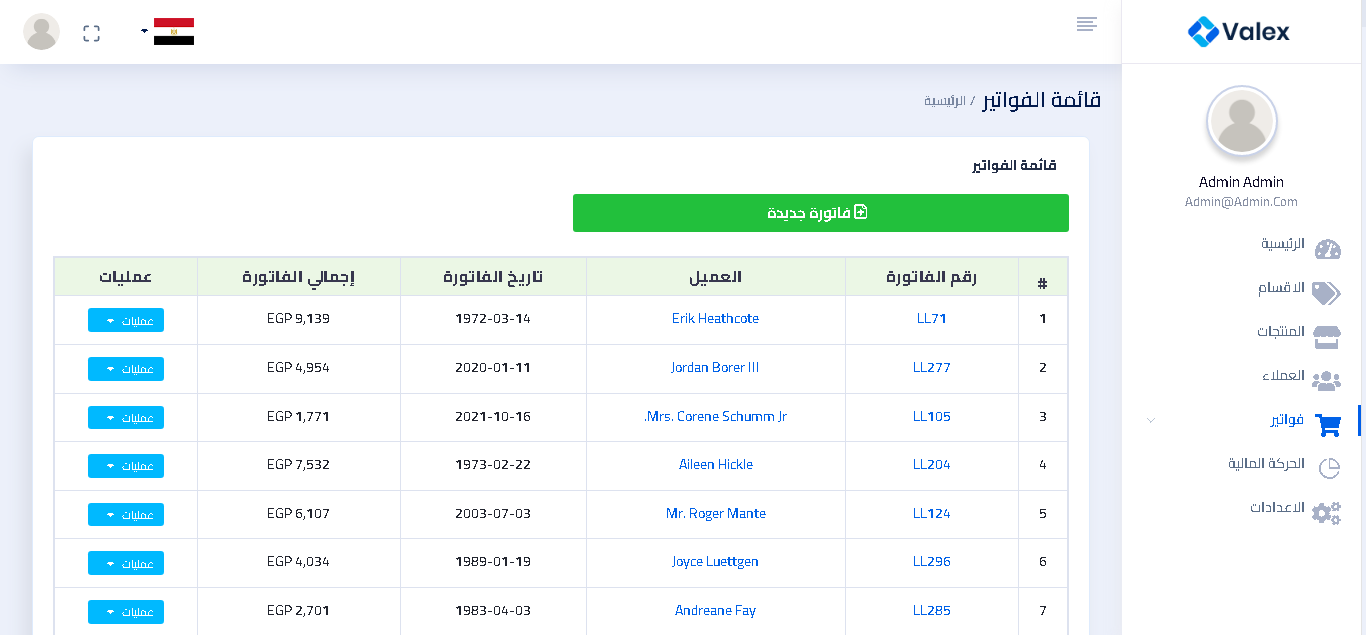 Valex
Admin Admin
Admin@Admin.Com
الرئيسية
الاقسام
المنتجات
العملاء
فواتير
الحركة المالية
الاعدادات
قائمة الفواتير / الرئيسية
قائمة الفواتير
فاتورة جديدة
# رقم الفاتورة العميل تاريخ الفاتورة إجمالي الفاتورة عمليات
1 LL71 Erik Heathcote 1972-03-14 EGP 9,139 عمليات
2 LL277 Jordan Borer III 2020-01-11 EGP 4,954 عمليات
3 LL105 .Mrs. Corene Schumm Jr 2021-10-16 EGP 1,771 عمليات
4 LL204 Aileen Hickle 1973-02-22 EGP 7,532 عمليات
5 LL124 Mr. Roger Mante 2003-07-03 EGP 6,107 عمليات
6 LL296 Joyce Luettgen 1989-01-19 EGP 4,034 عمليات
7 LL285 Andreane Fay 1983-04-03 EGP 2,701 عمليات